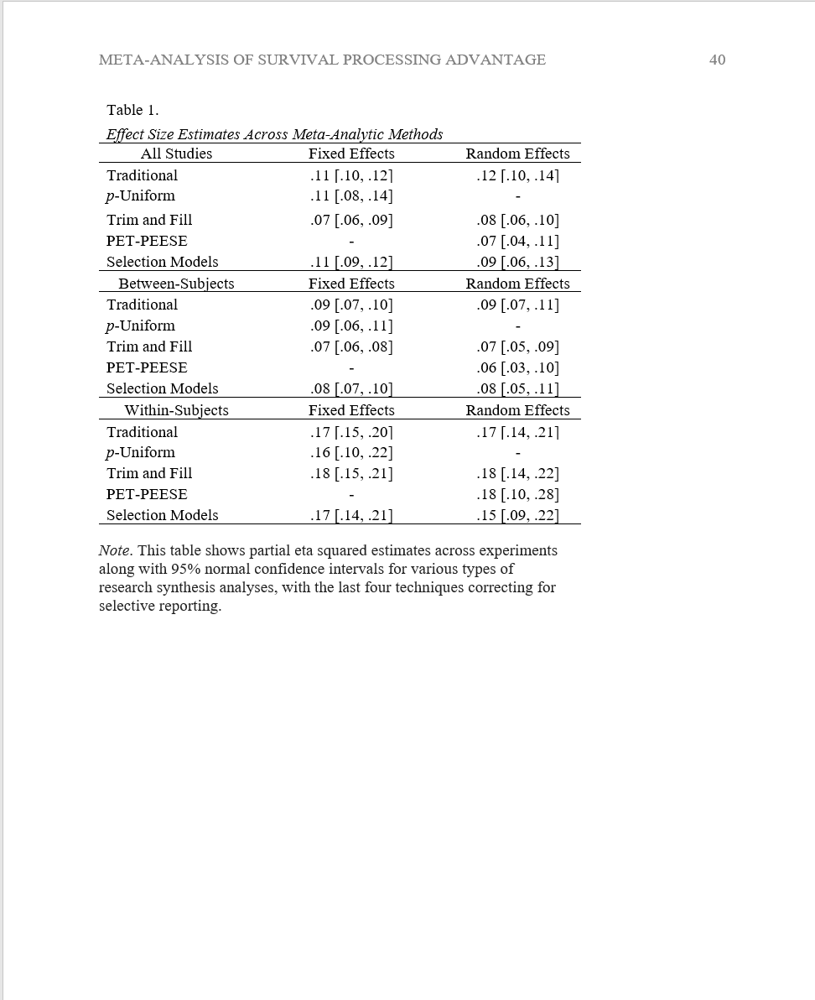 META-ANALYSIS OF SURVIVAL PROCESSING ADVANTAGE 40
Table 1.
Effect Size Estimates Across Meta-Analytic Methods
All Studies Fixed Effects Random Effects
Traditional .11 [.10, .12] .12 [.10, .14]
p-Uniform .11 [.08, .14] -
Trim and Fill .07 [.06, .09] .08 [.06, .10]
PET-PEESE - .07 [.04, .11]
Selection Models .11 [.09, .12] .09 [.06, .13]
Between-Subjects Fixed Effects Random Effects
Traditional .09 [.07, .10] .09 [.07, .11]
p-Uniform .09 [.06, .11] -
Trim and Fill .07 [.06, .08] .07 [.05, .09]
PET-PEESE - .06 [.03, .10]
Selection Models .08 [.07, .10] .08 [.05, .11]
Within-Subjects Fixed Effects Random Effects
Traditional .17 [.15, .20] .17 [.14, .21]
p-Uniform .16 [.10, .22] -
Trim and Fill .18 [.15, .21] .18 [.14, .22]
PET-PEESE - .18 [.10, .28]
Selection Models .17 [.14, .21] .15 [.09, .22]
Note. This table shows partial eta squared estimates across experiments
along with 95% normal confidence intervals for various types of
research synthesis analyses, with the last four techniques correcting for
selective reporting.